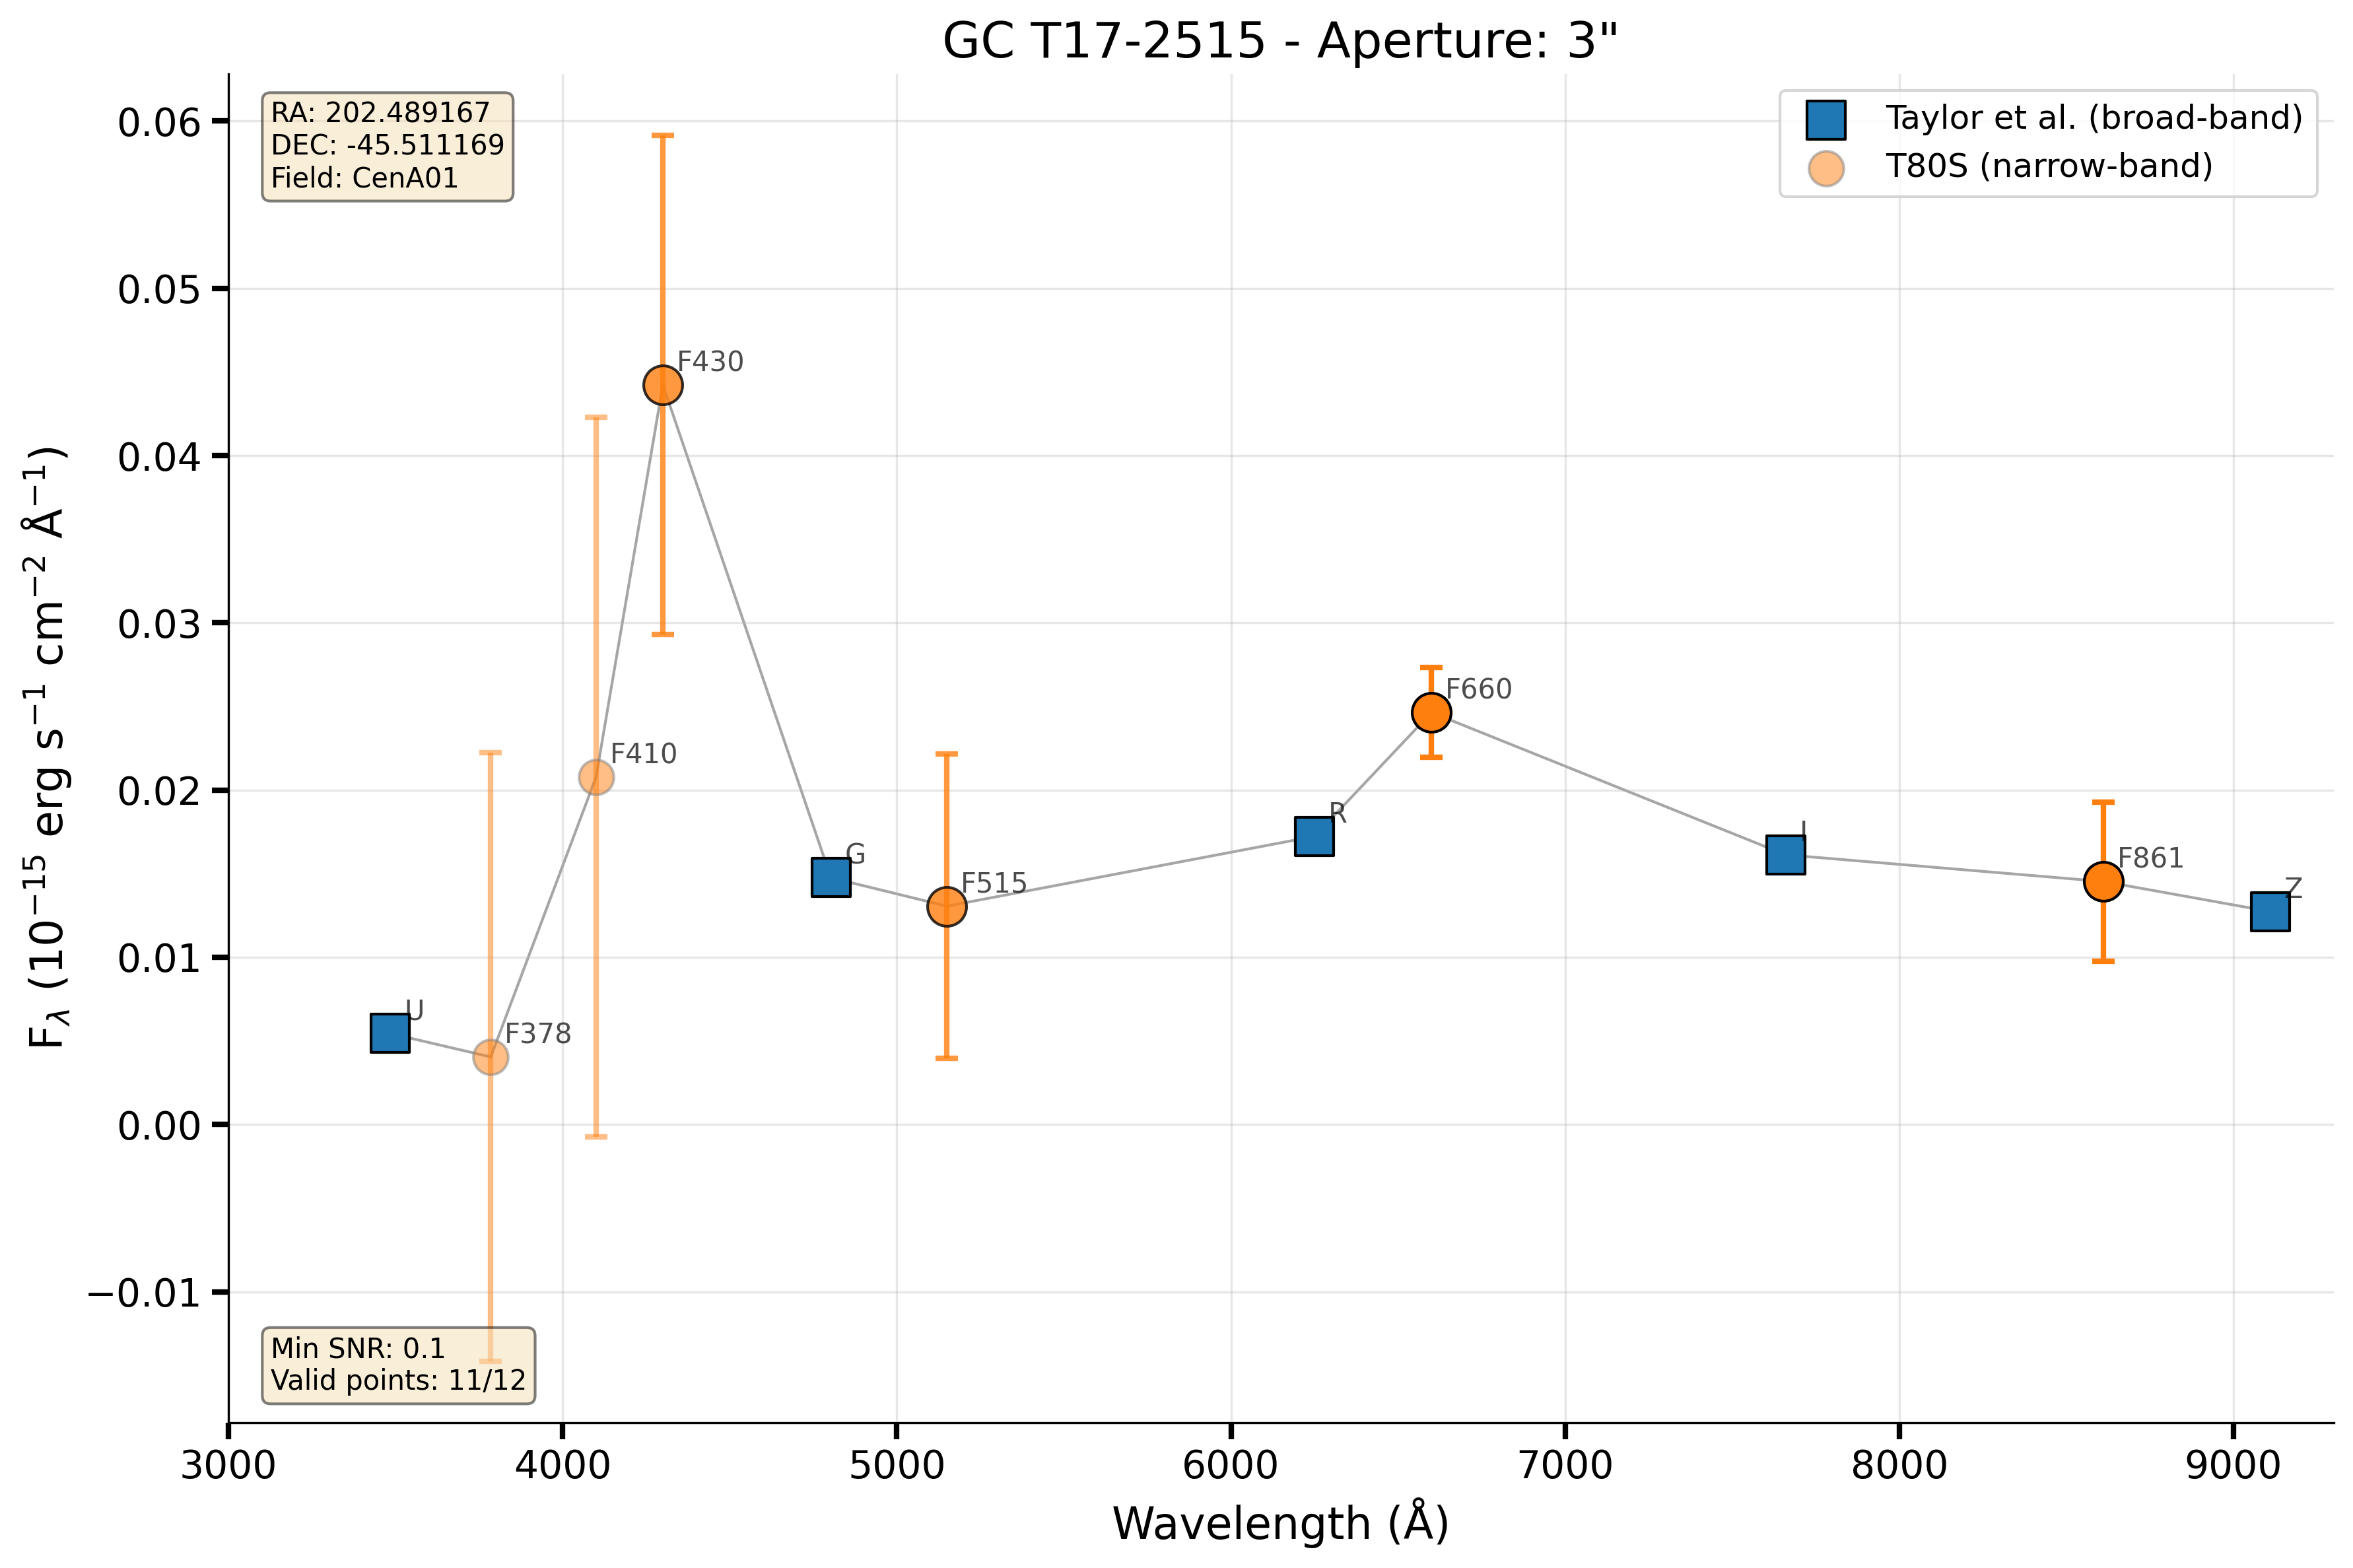 GC T17-2515 - Aperture: 3"
RA: 202.489167
DEC: -45.511169
Field: CenA01
Taylor et al. (broad-band)
T80S (narrow-band)
0.06
0.05
0.04
0.03
0.02
0.01
0.00
−0.01
F_λ (10⁻¹⁵ erg s⁻¹ cm⁻² Å⁻¹)
U
F378
F410
F430
G
F515
R
F660
I
F861
Z
Min SNR: 0.1
Valid points: 11/12
3000 4000 5000 6000 7000 8000 9000
Wavelength (Å)